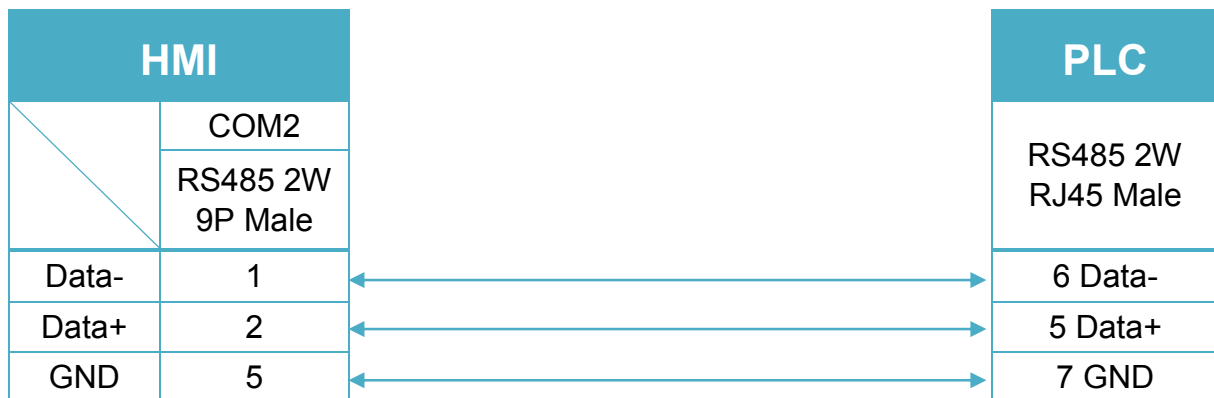 HMI
PLC
COM2
RS485 2W
9P Male
RS485 2W
RJ45 Male
Data- 1 6 Data-
Data+ 2 5 Data+
GND 5 7 GND